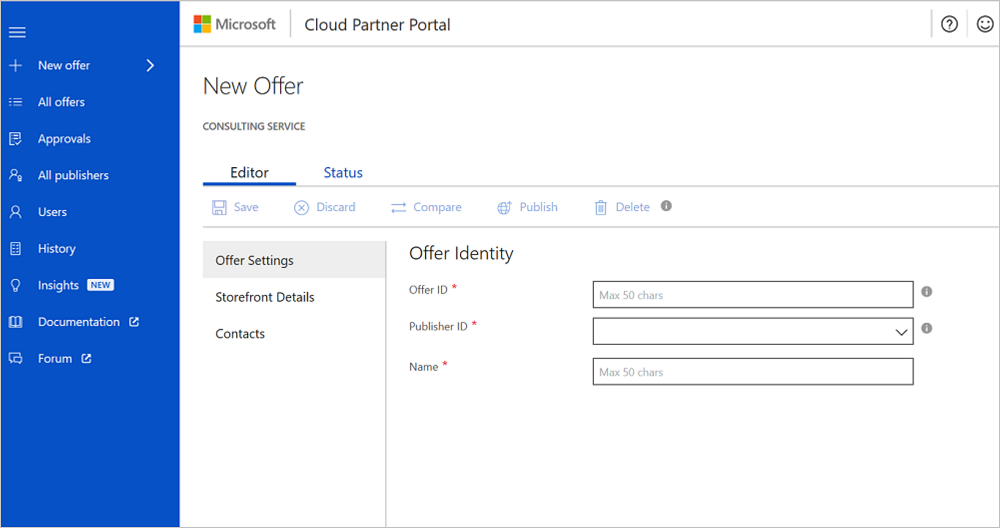 Microsoft Cloud Partner Portal
New offer
All offers
Approvals
All publishers
Users
History
Insights NEW
Documentation
Forum
New Offer
CONSULTING SERVICE
Editor Status
Save Discard Compare Publish Delete
Offer Settings
Storefront Details
Contacts
Offer Identity
Offer ID * Max 50 chars
Publisher ID *
Name * Max 50 chars